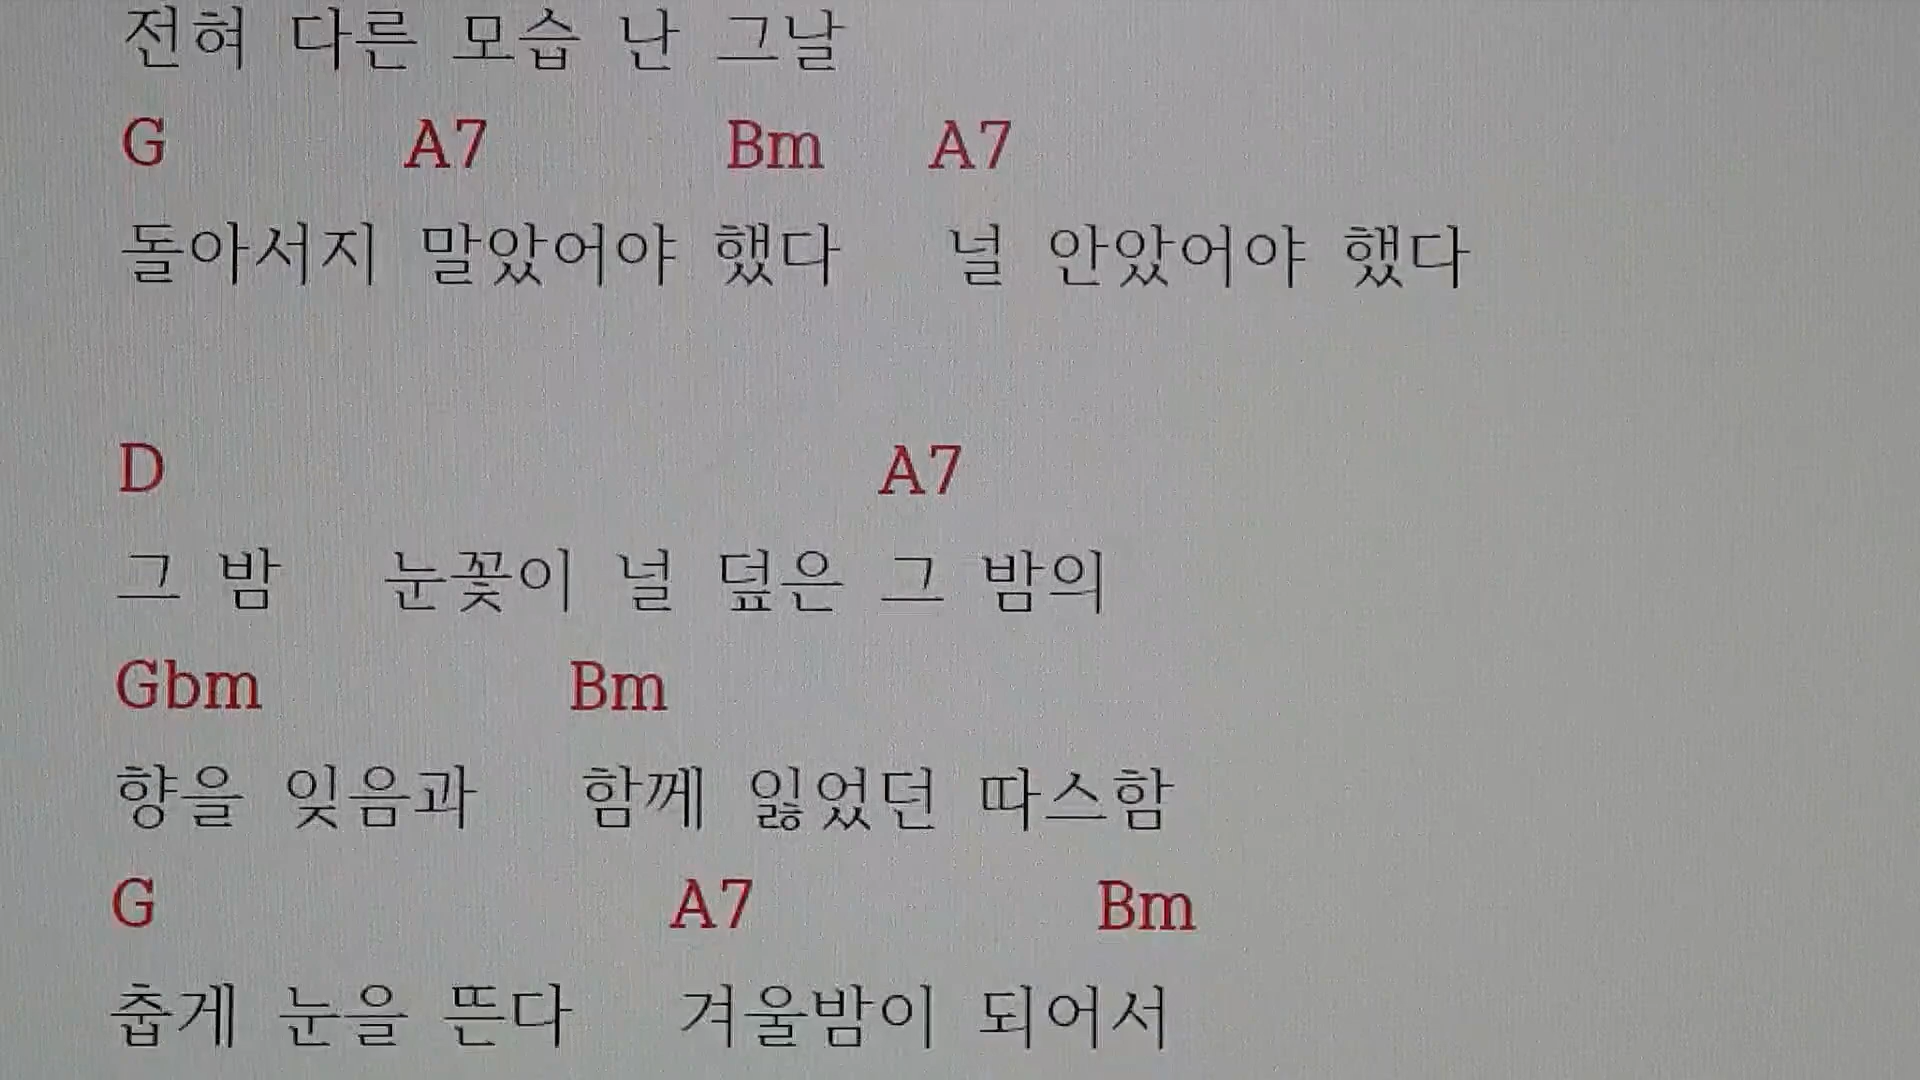 전혀 다른 모습 난 그날
G A7 Bm A7
돌아서지 말았어야 했다 널 안았어야 했다
D A7
그 밤 눈꽃이 널 덮은 그 밤의
Gbm Bm
향을 잊음과 함께 잃었던 따스함
G A7 Bm
춥게 눈을 뜬다 겨울밤이 되어서